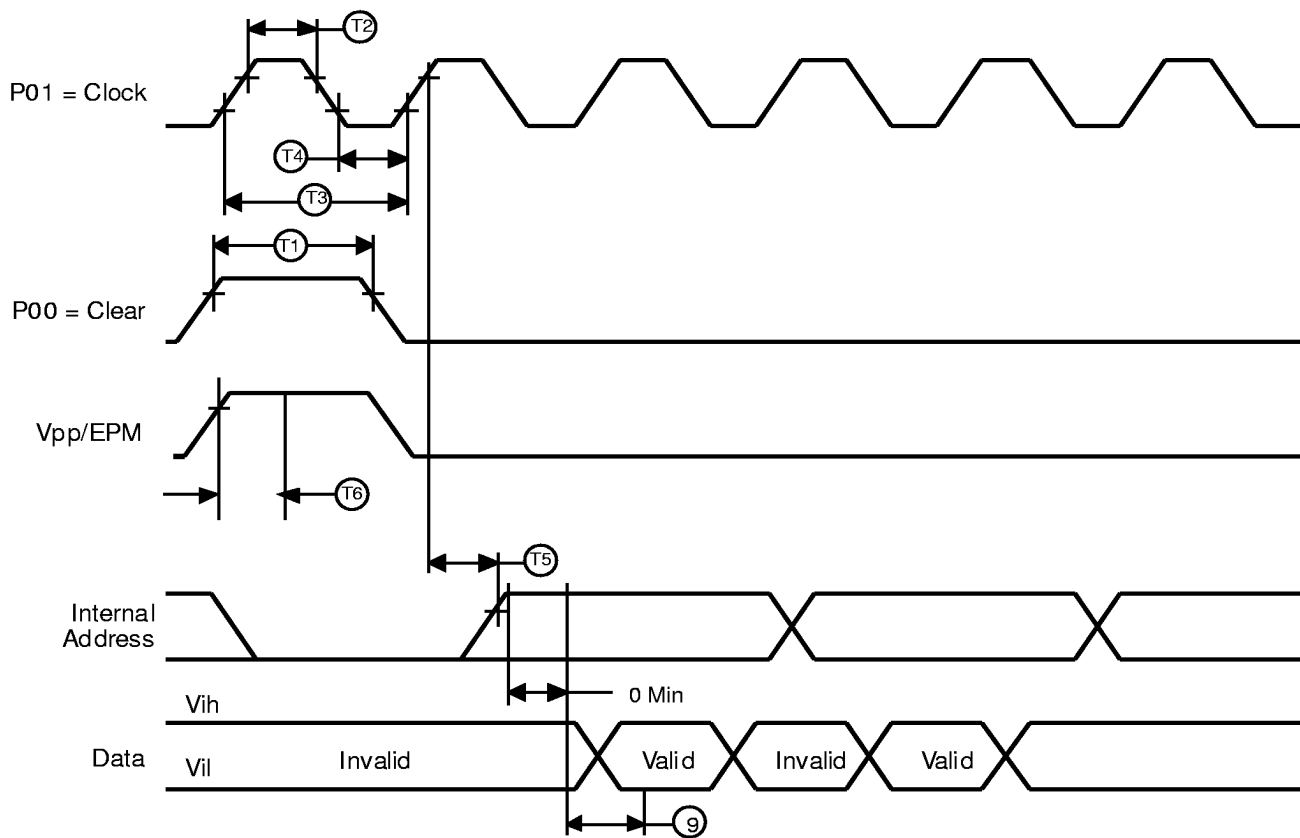 T2
P01 = Clock
T4
T3
T1
P00 = Clear
Vpp/EPM
T6
T5
Internal
Address
0 Min
Vih
Data
Vil
Invalid
Valid
Invalid
Valid
9